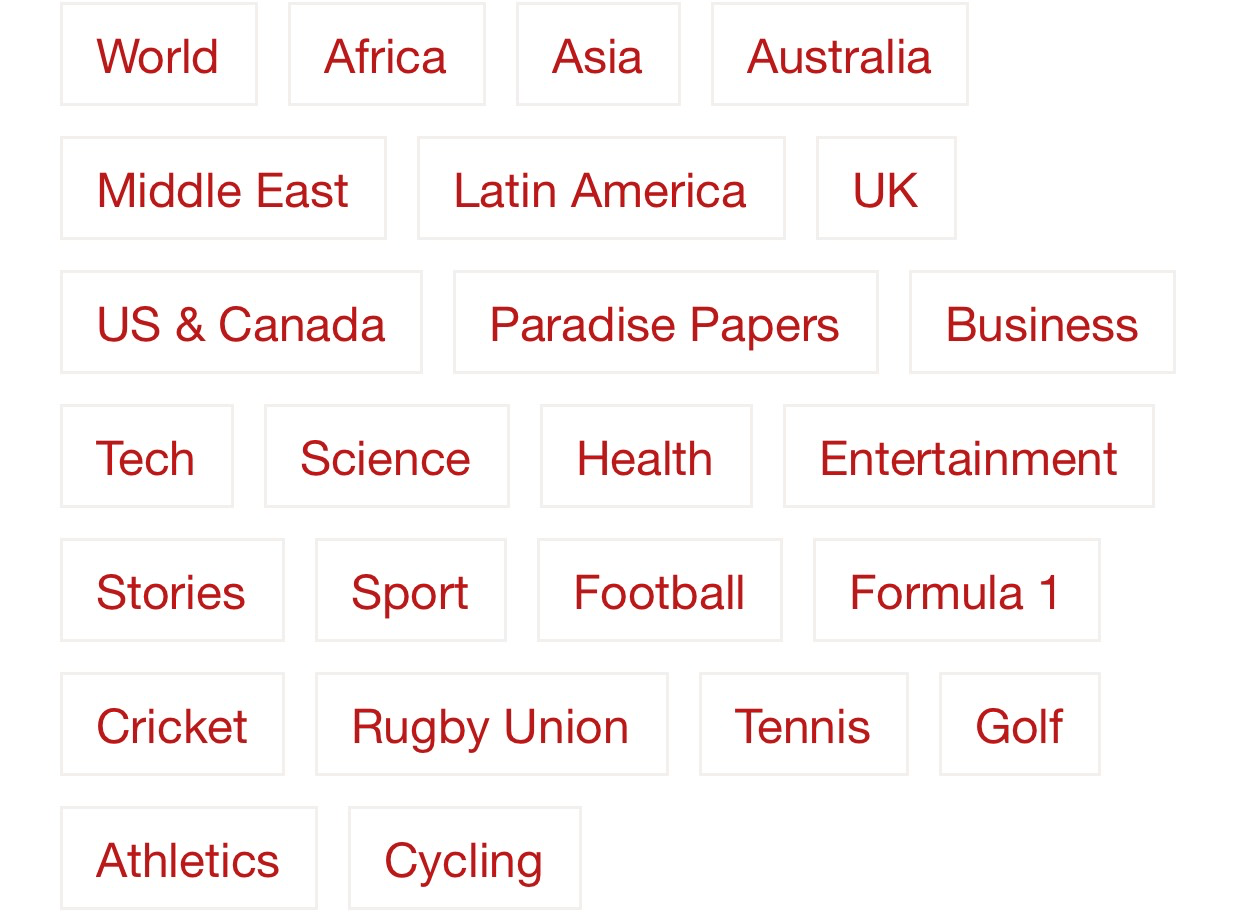 World Africa Asia Australia
Middle East Latin America UK
US & Canada Paradise Papers Business
Tech Science Health Entertainment
Stories Sport Football Formula 1
Cricket Rugby Union Tennis Golf
Athletics Cycling